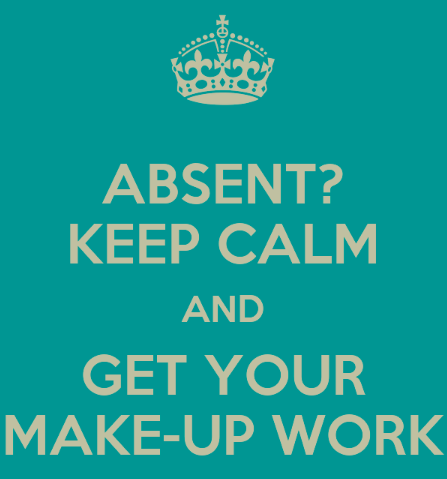 ABSENT?
KEEP CALM
AND
GET YOUR
MAKE-UP WORK